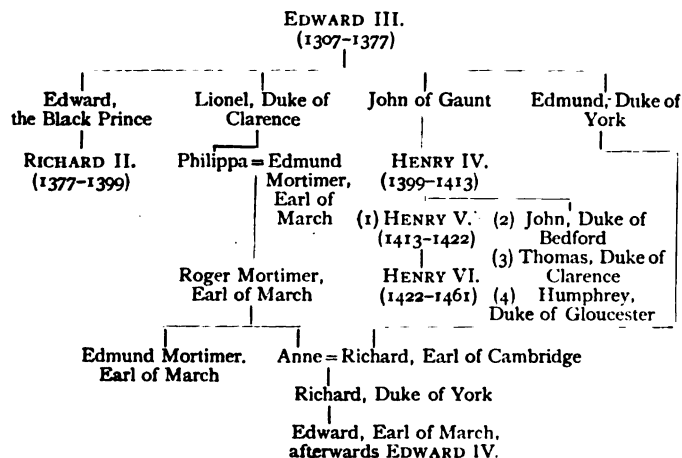 EDWARD III.
(1307–1377)
Edward,
the Black Prince
Lionel, Duke of
Clarence
John of Gaunt
Edmund, Duke of
York
RICHARD II.
(1377–1399)
Philippa = Edmund
Mortimer,
Earl of
March
HENRY IV.
(1399–1413)
(1) HENRY V.
(1413–1422)
(2) John, Duke of
Bedford
(3) Thomas, Duke of
Clarence
(4) Humphrey,
Duke of Gloucester
HENRY VI.
(1422–1461)
Roger Mortimer,
Earl of March
Edmund Mortimer.
Earl of March
Anne = Richard, Earl of Cambridge
Richard, Duke of York
Edward, Earl of March,
afterwards EDWARD IV.